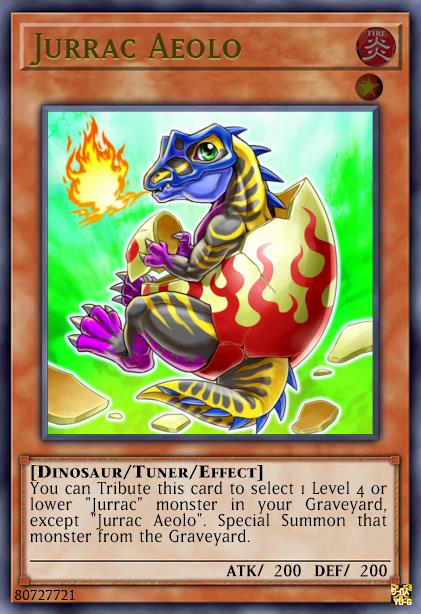 Jurrac Aeolo
FIRE
炎
[Dinosaur/Tuner/Effect]
You can Tribute this card to select 1 Level 4 or
lower "Jurrac" monster in your Graveyard,
except "Jurrac Aeolo". Special Summon that
monster from the Graveyard.
ATK/ 200 DEF/ 200
80727721